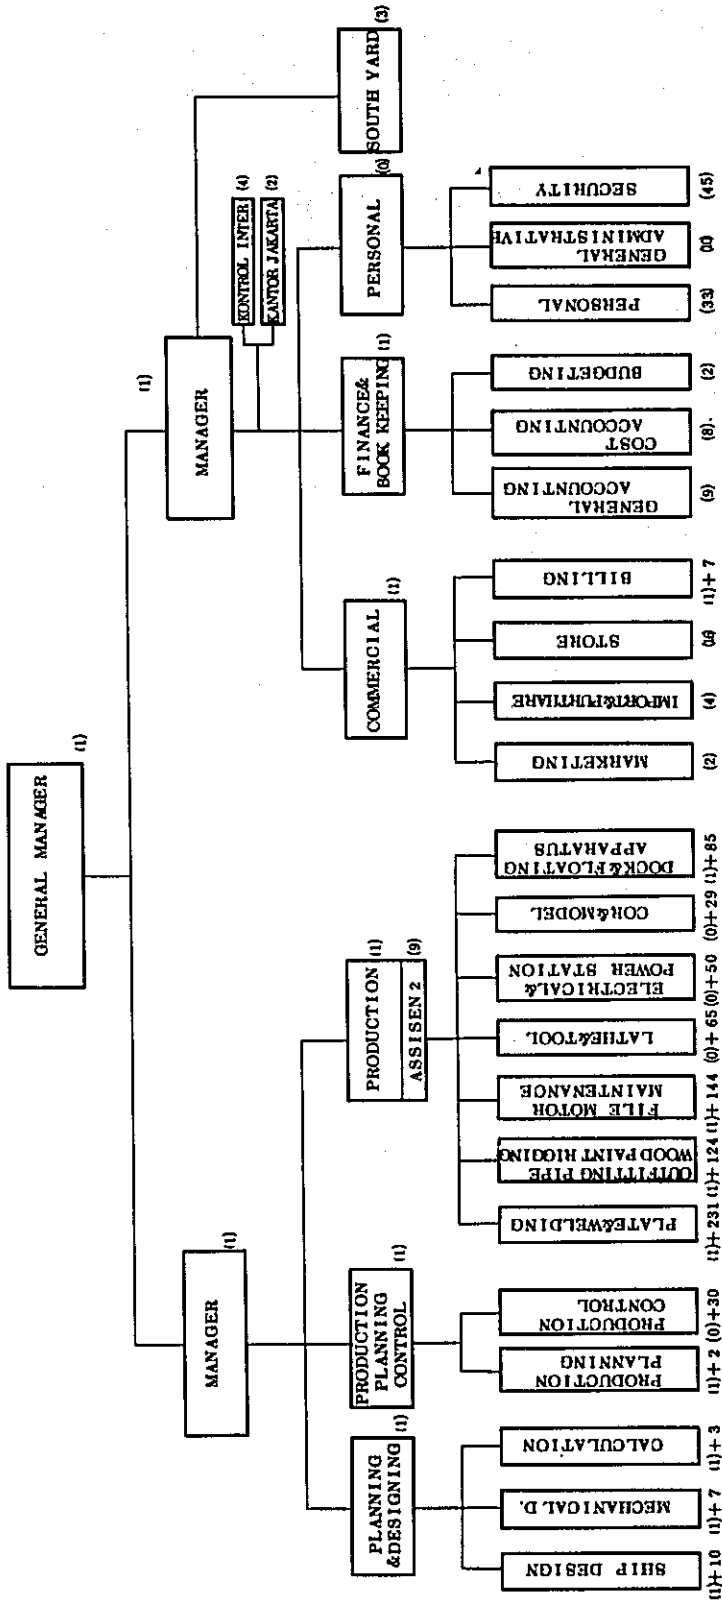 GENERAL MANAGER
(1)
MANAGER
(1)
MANAGER
(1)
KONTROL INTER
(4)
KANTOR JAKARTA
(2)
PLANNING
&DESIGNING
(1)
PRODUCTION
PLANNING
CONTROL
(1)
PRODUCTION
(1)
ASSISEN 2
(9)
COMMERCIAL
(1)
FINANCE&
BOOK KEEPING
(1)
PERSONAL
(0)
SOUTH YARD
(3)
SHIP DESIGN
MECHANICAL D.
CALCULATION
PRODUCTION
PLANNING
PRODUCTION
CONTROL
PLATE&WELDING
OUTFITTING PIPE
WOOD PAINT RIGGING
FILE MOTOR
MAINTENANCE
LATHE&TOOL
ELECTRICAL&
POWER STATION
COR&MODEL
DOCK&FLOATING
APPARATUS
MARKETING
IMPORT&PURTIARE
STORE
BILLING
GENERAL
ACCOUNTING
COST
ACCOUNTING
BUDGETING
PERSONAL
GENERAL
ADMINISTRATIVE
SECURITY
(1)+10
(1)+7
(1)+3
(1)+2
(0)+30
(1)+231
(1)+124
(1)+144
(0)+65
(0)+50
(0)+29
(1)+85
(2)
(4)
(1)+7
(9)
(8).
(2)
(33)
(45)